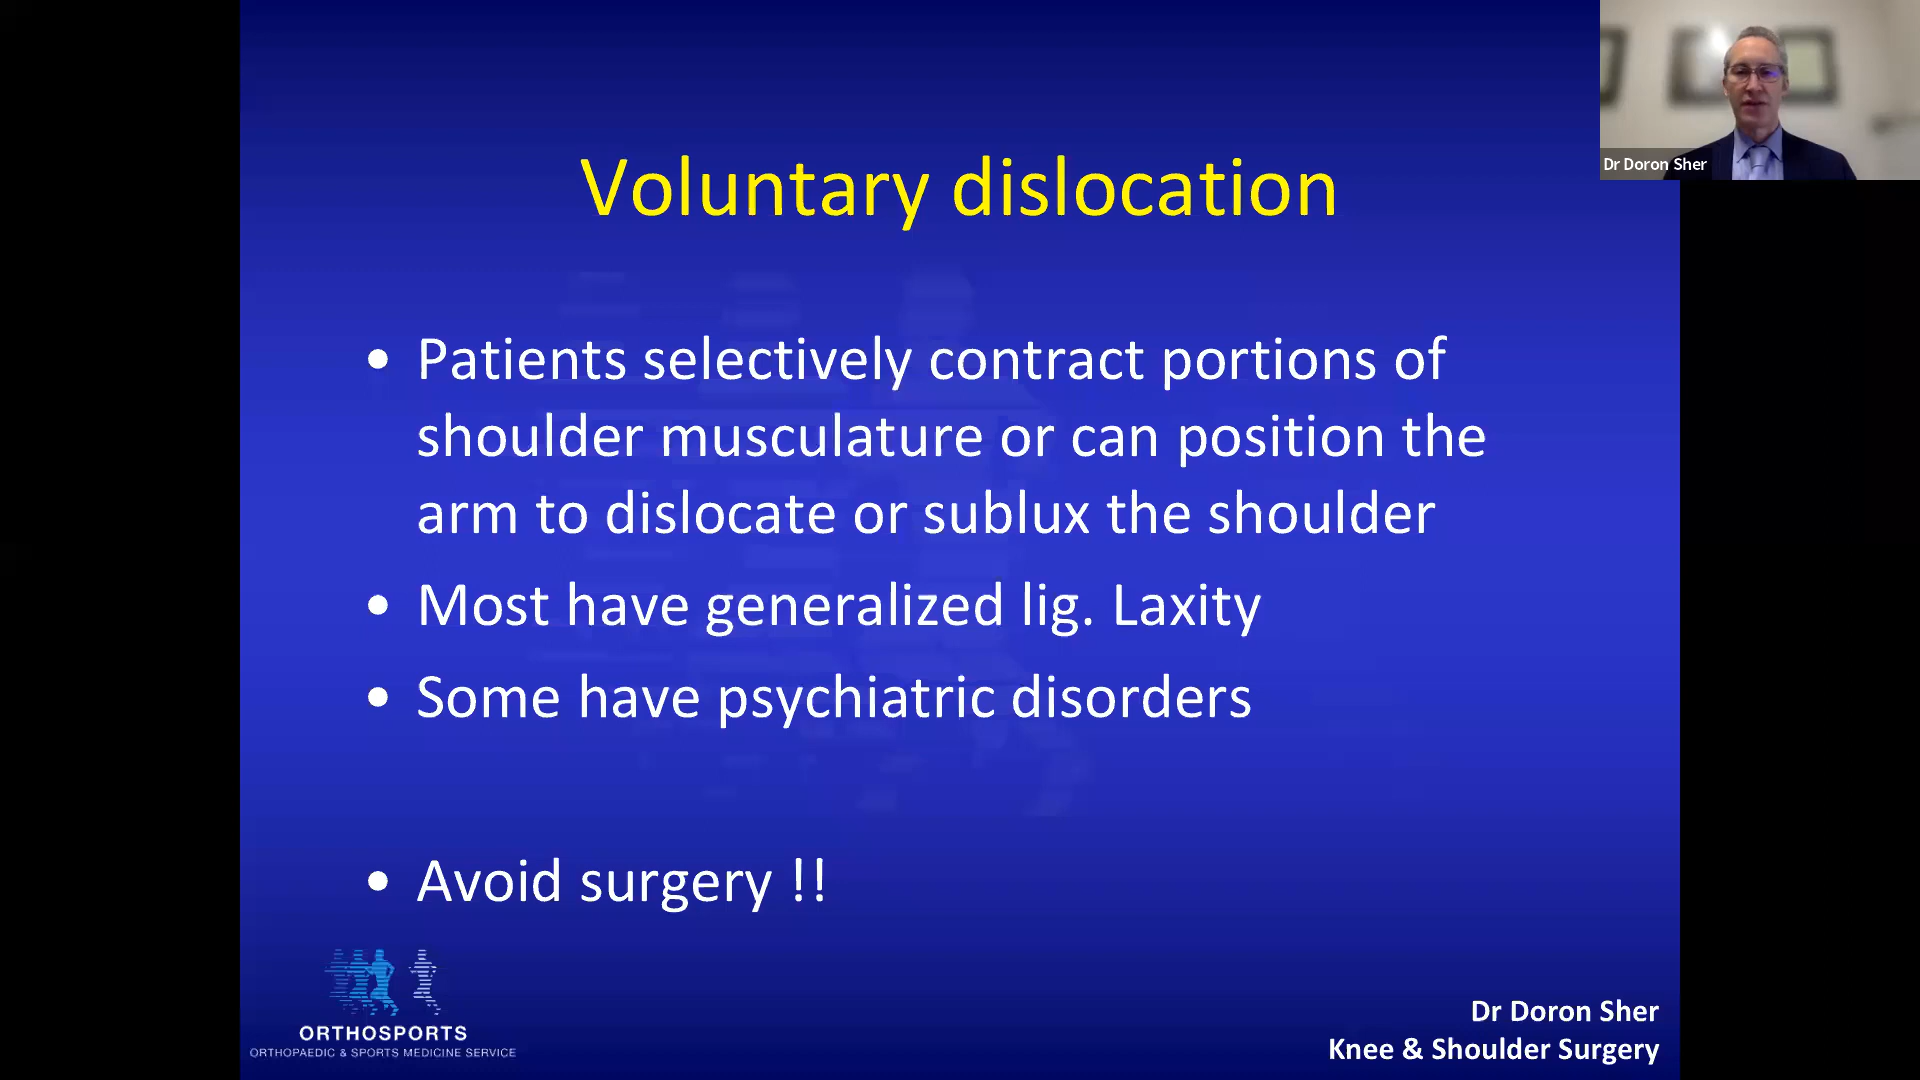 Voluntary dislocation
• Patients selectively contract portions of
shoulder musculature or can position the
arm to dislocate or sublux the shoulder
• Most have generalized lig. Laxity
• Some have psychiatric disorders
• Avoid surgery !!
ORTHOSPORTS
ORTHOPAEDIC & SPORTS MEDICINE SERVICE
Dr Doron Sher
Knee & Shoulder Surgery
Dr Doron Sher